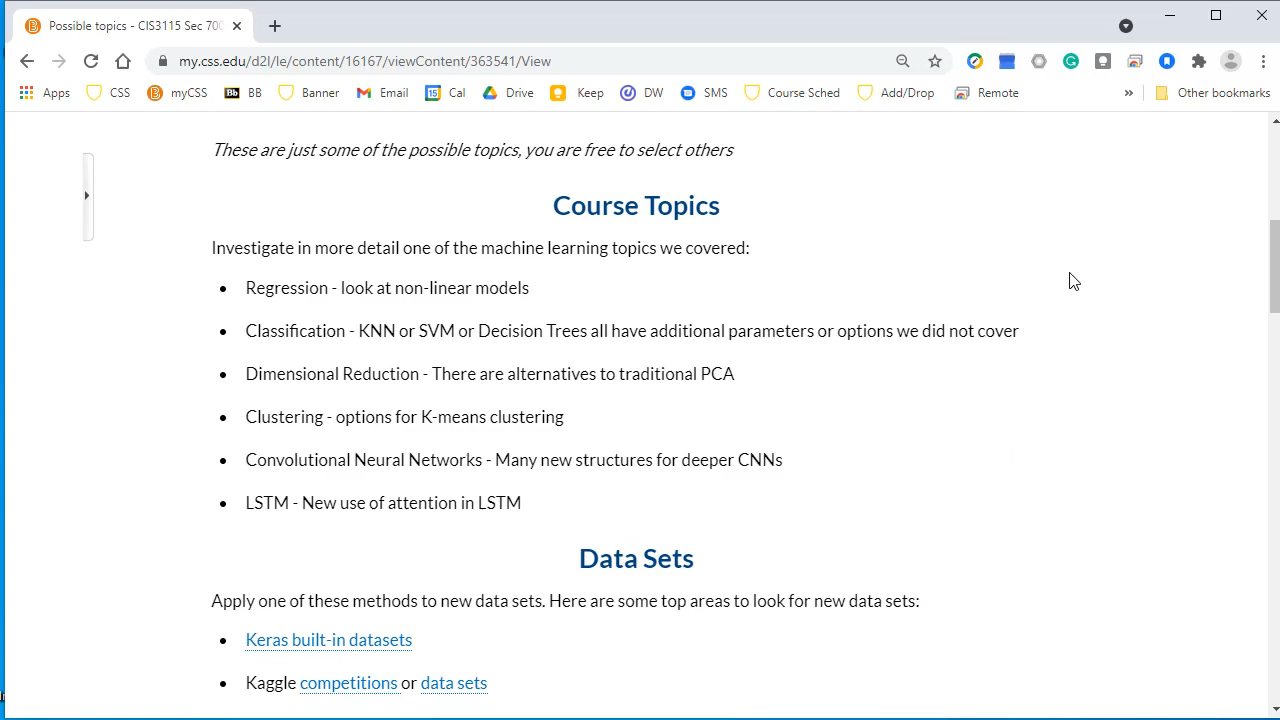 Possible topics - CIS3115 Sec 700
my.css.edu/d2l/le/content/16167/viewContent/363541/View
Apps CSS myCSS BB Banner Email Cal Drive Keep DW SMS Course Sched Add/Drop Remote » Other bookmarks
These are just some of the possible topics, you are free to select others
Course Topics
Investigate in more detail one of the machine learning topics we covered:
• Regression - look at non-linear models
• Classification - KNN or SVM or Decision Trees all have additional parameters or options we did not cover
• Dimensional Reduction - There are alternatives to traditional PCA
• Clustering - options for K-means clustering
• Convolutional Neural Networks - Many new structures for deeper CNNs
• LSTM - New use of attention in LSTM
Data Sets
Apply one of these methods to new data sets. Here are some top areas to look for new data sets:
• Keras built-in datasets
• Kaggle competitions or data sets